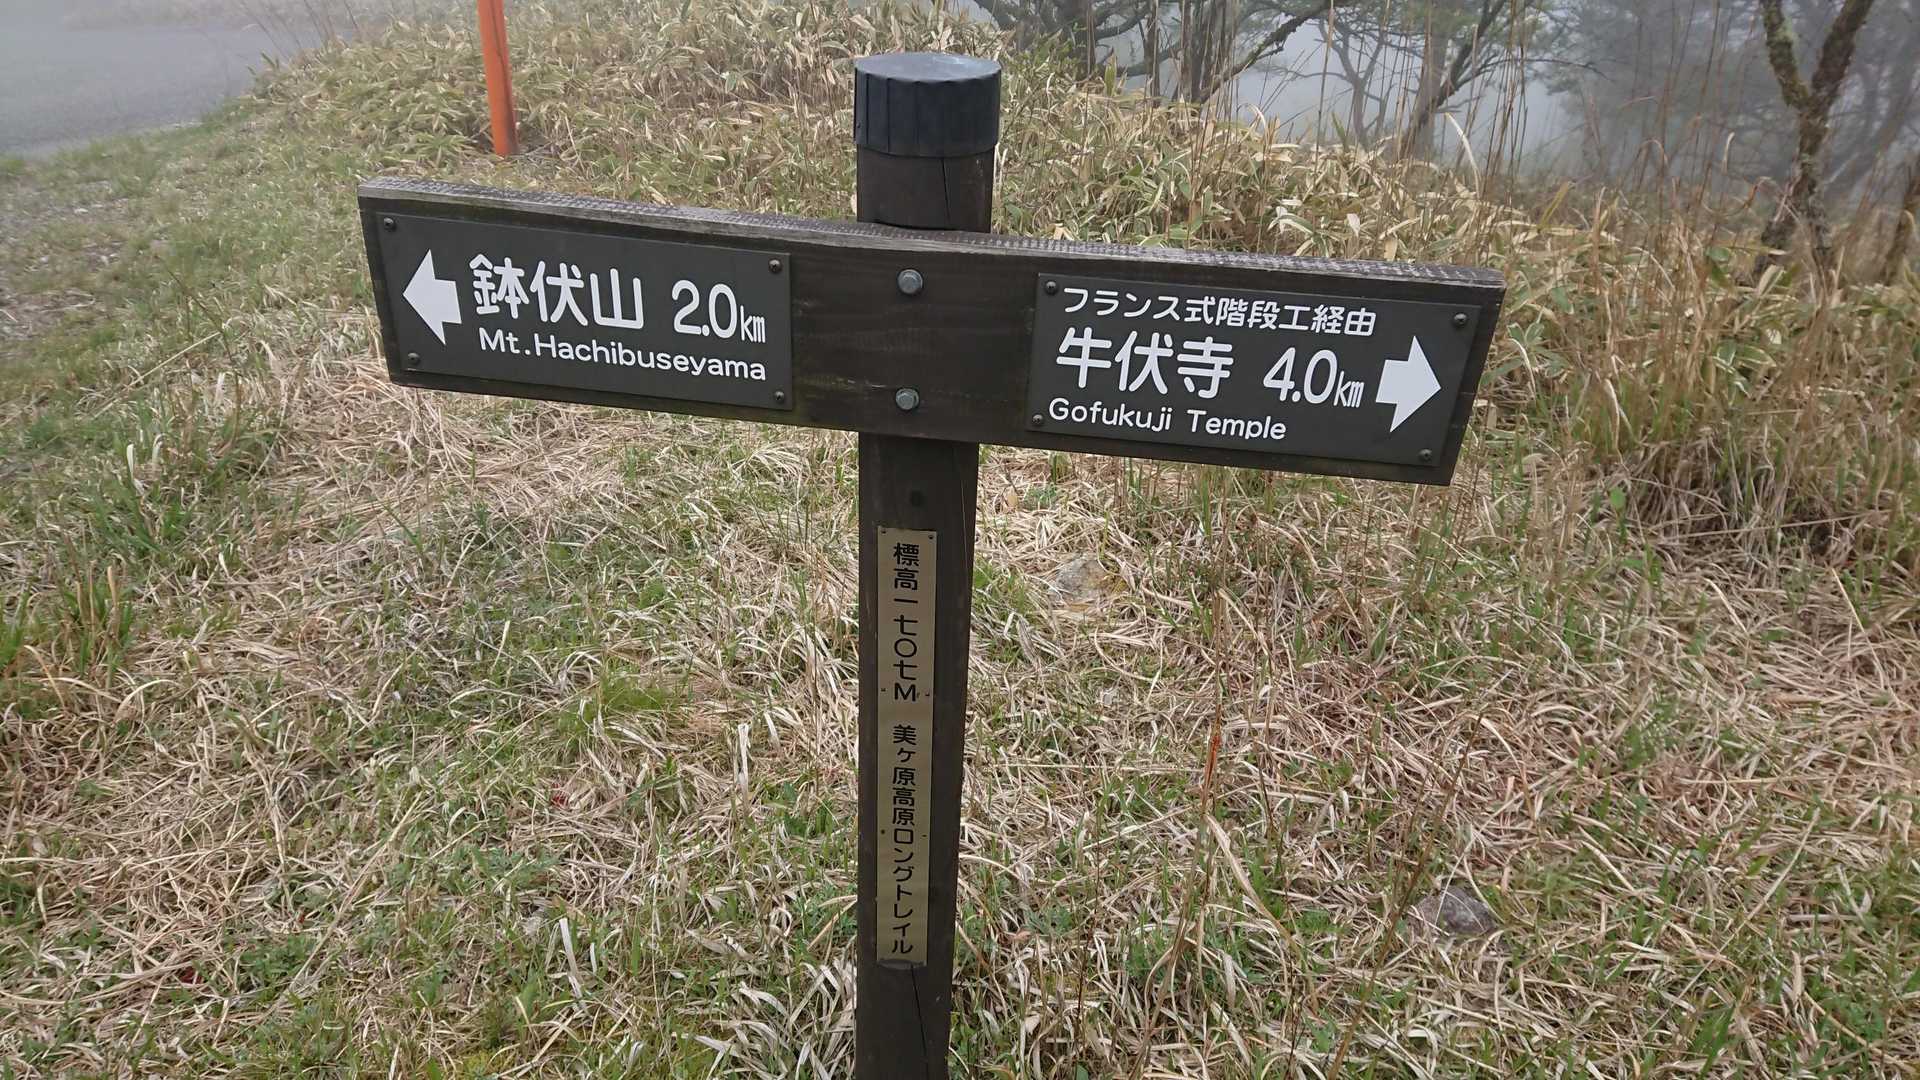 鉢伏山 2.0km
Mt.Hachibuseyama
フランス式階段工経由
牛伏寺 4.0km
Gofukuji Temple
標高一七〇七M 美ヶ原高原ロングトレイル